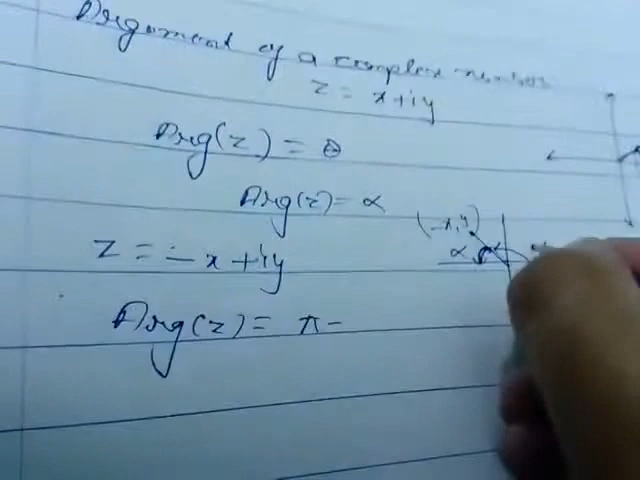 Argument of a complex number
z = x+iy
Arg(z) = θ
Arg(z) = α
(-x,y)
α
z = -x+iy
Arg(z) = π-